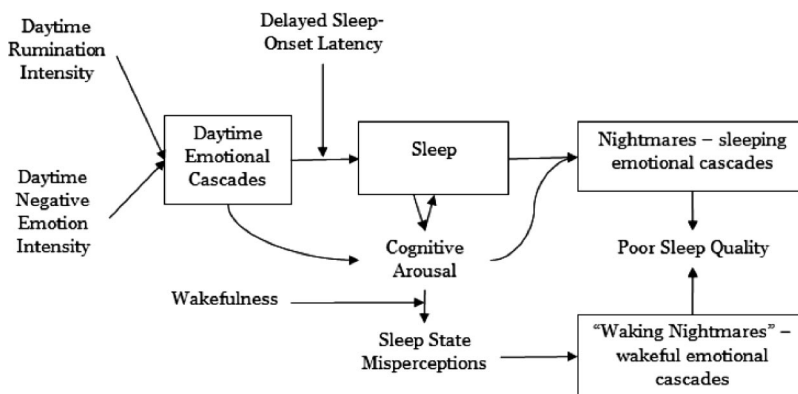 Daytime
Rumination
Intensity
Delayed Sleep-
Onset Latency
Daytime
Emotional
Cascades
Sleep
Nightmares – sleeping
emotional cascades
Daytime
Negative
Emotion
Intensity
Cognitive
Arousal
Poor Sleep Quality
Wakefulness
Sleep State
Misperceptions
“Waking Nightmares” –
wakeful emotional
cascades